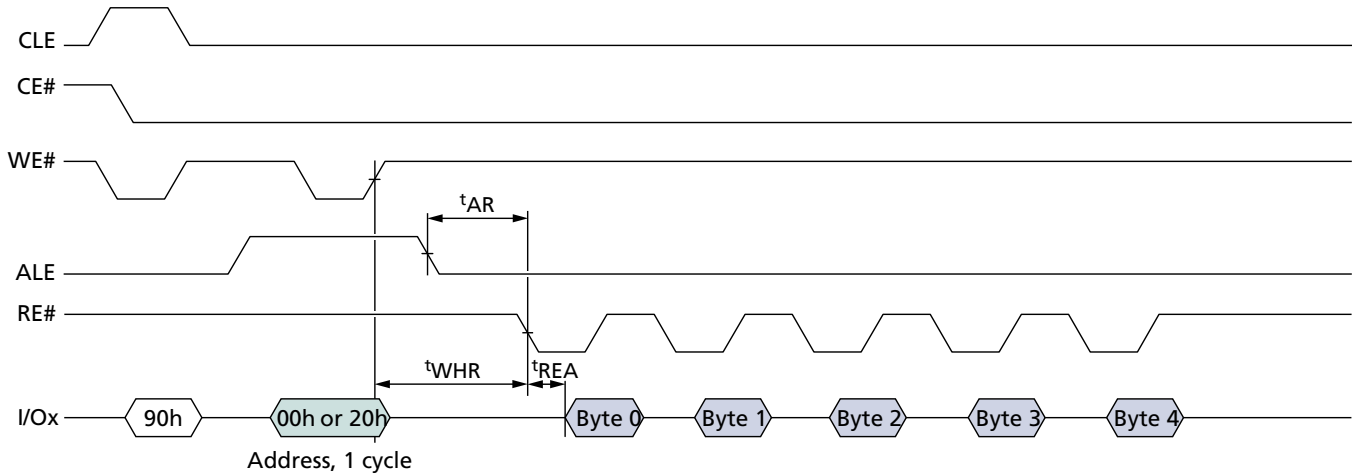 CLE
CE#
WE#
tAR
ALE
RE#
tWHR
tREA
I/Ox
90h
00h or 20h
Byte 0
Byte 1
Byte 2
Byte 3
Byte 4
Address, 1 cycle